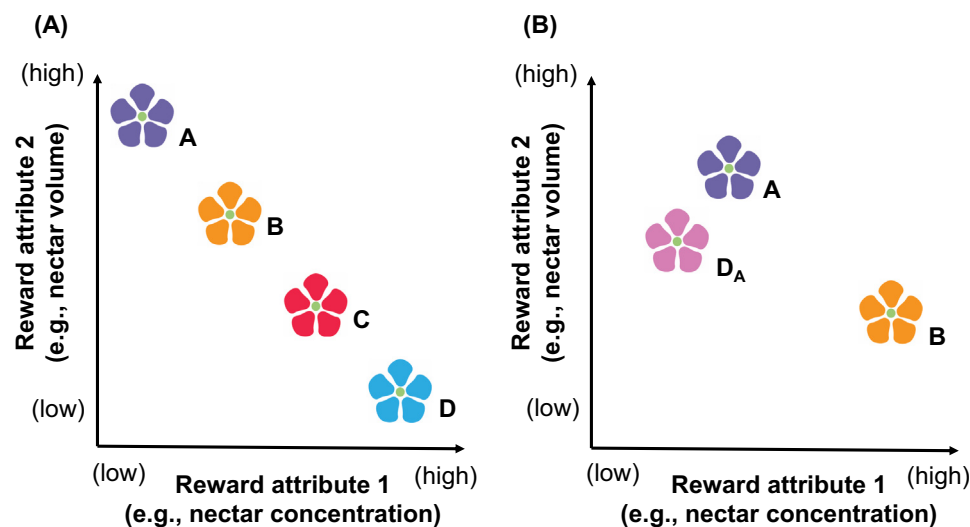 (A)
(high)
Reward attribute 2
(e.g., nectar volume)
A
B
C
D
(low)
(low)
(high)
Reward attribute 1
(e.g., nectar concentration)
(B)
(high)
Reward attribute 2
(e.g., nectar volume)
A
D_A
B
(low)
(low)
(high)
Reward attribute 1
(e.g., nectar concentration)